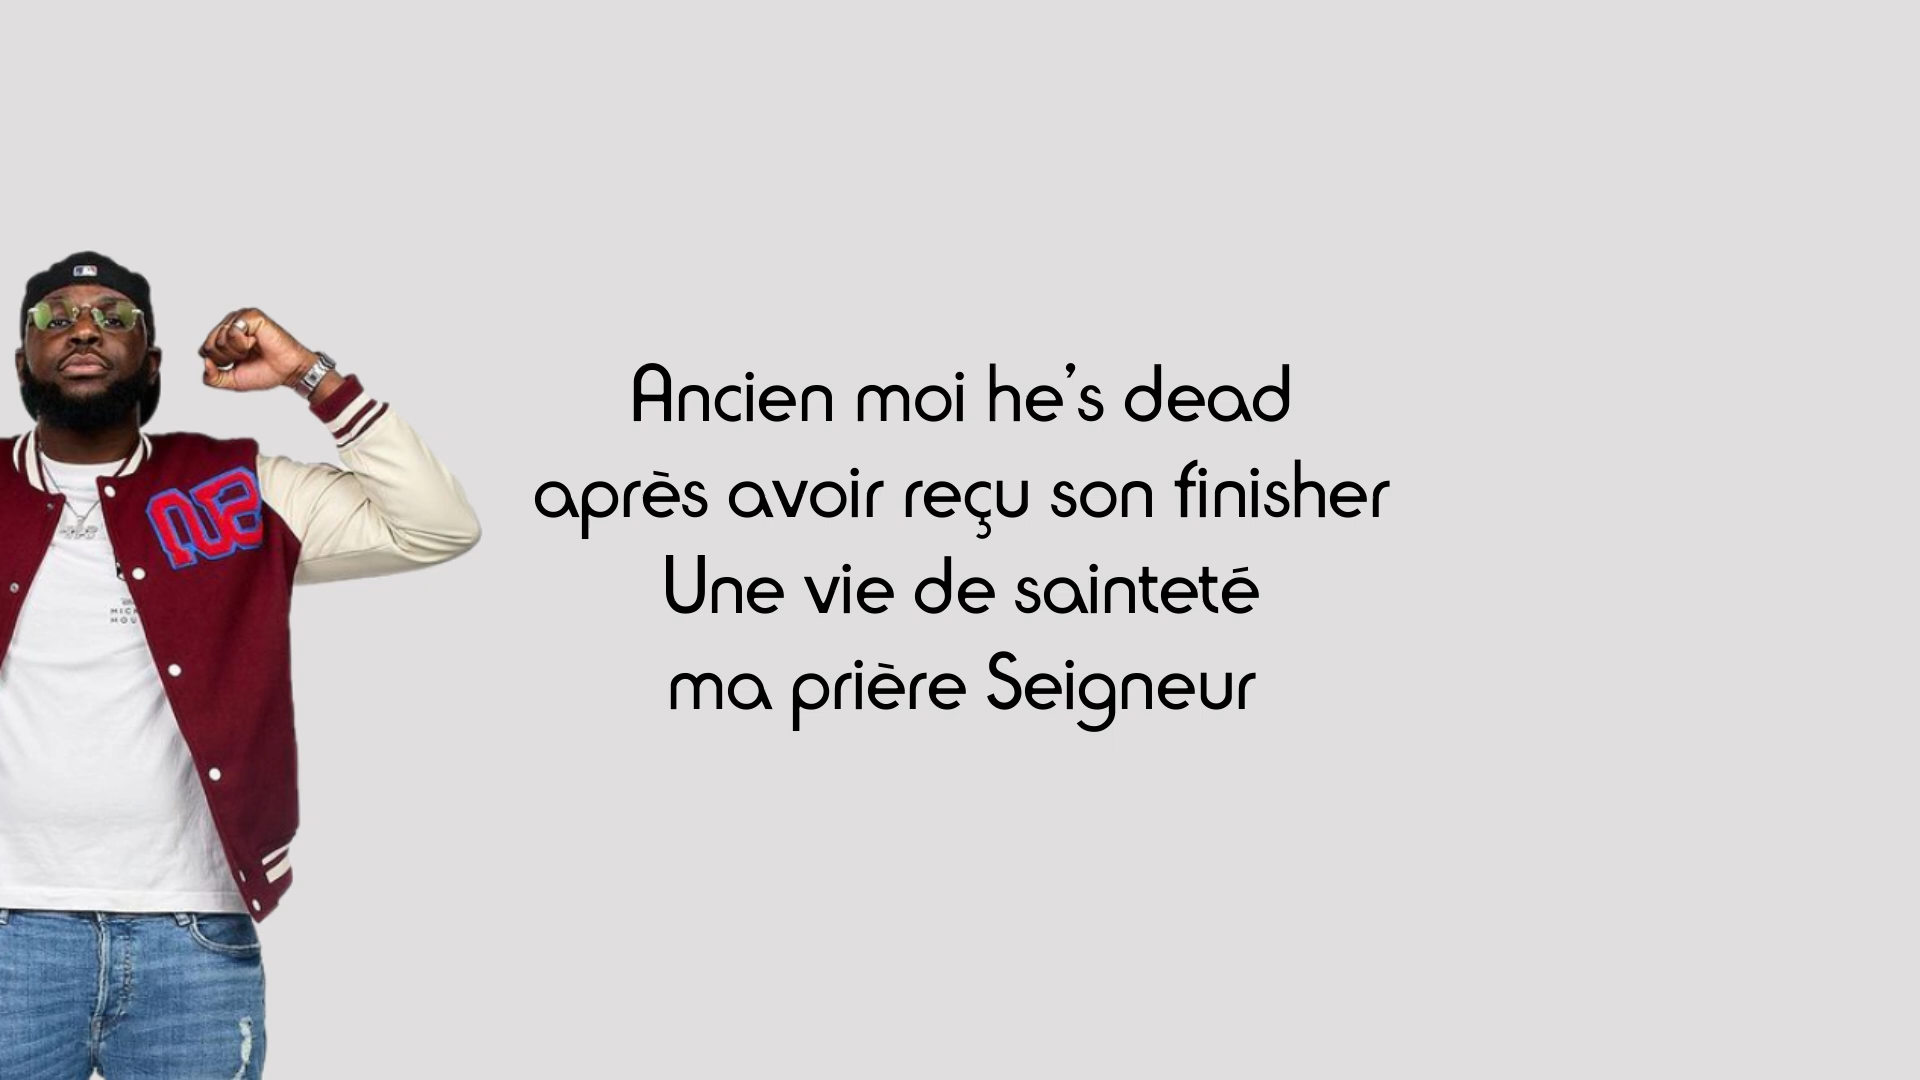 Ancien moi he's dead
après avoir reçu son finisher
Une vie de sainteté
ma prière Seigneur